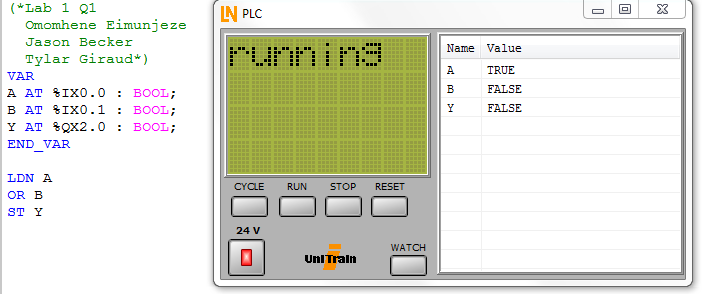 (*Lab 1 Q1
Omomhene Eimunjeze
Jason Becker
Tylar Giraud*)
VAR
A AT %IX0.0 : BOOL;
B AT %IX0.1 : BOOL;
Y AT %QX2.0 : BOOL;
END_VAR
LDN A
OR B
ST Y
LN PLC
running
CYCLE RUN STOP RESET
24 V
UniTrain
WATCH
Name Value
A TRUE
B FALSE
Y FALSE